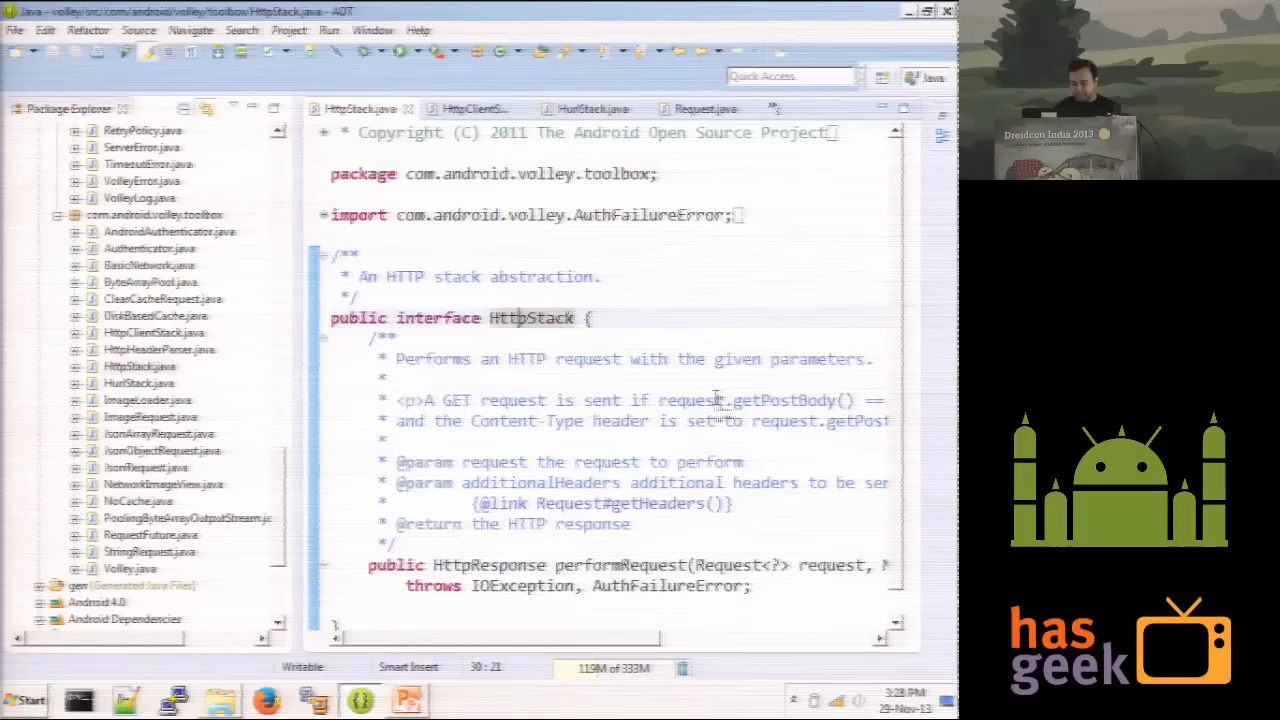 Java - volley/src/com/android/volley/toolbox/HttpStack.java - ADT
File Edit Refactor Source Navigate Search Project Run Window Help
Quick Access
Java
Package Explorer
HttpStack.java
HttpClientS...
HurlStack.java
Request.java
RetryPolicy.java
ServerError.java
TimeoutError.java
VolleyError.java
VolleyLog.java
com.android.volley.toolbox
AndroidAuthenticator.java
Authenticator.java
BasicNetwork.java
ByteArrayPool.java
ClearCacheRequest.java
DiskBasedCache.java
HttpClientStack.java
HttpHeaderParser.java
HttpStack.java
HurlStack.java
ImageLoader.java
ImageRequest.java
JsonArrayRequest.java
JsonObjectRequest.java
JsonRequest.java
NetworkImageView.java
NoCache.java
PoolingByteArrayOutputStream.ja
RequestFuture.java
StringRequest.java
Volley.java
gen [Generated Java Files]
Android 4.0
Android Dependencies
* Copyright (C) 2011 The Android Open Source Project
package com.android.volley.toolbox;
import com.android.volley.AuthFailureError;
/**
* An HTTP stack abstraction.
*/
public interface HttpStack {
/**
* Performs an HTTP request with the given parameters.
*
* <p>A GET request is sent if request.getPostBody() ==
* and the Content-Type header is set to request.getPost
*
* @param request the request to perform
* @param additionalHeaders additional headers to be ser
* {@link Request#getHeaders()}
* @return the HTTP response
*/
public HttpResponse performRequest(Request<?> request,
throws IOException, AuthFailureError;
}
Writable
Smart Insert
30 : 21
119M of 333M
Start
3:28 PM
29-Nov-13
Droidcon India 2013
has
geek